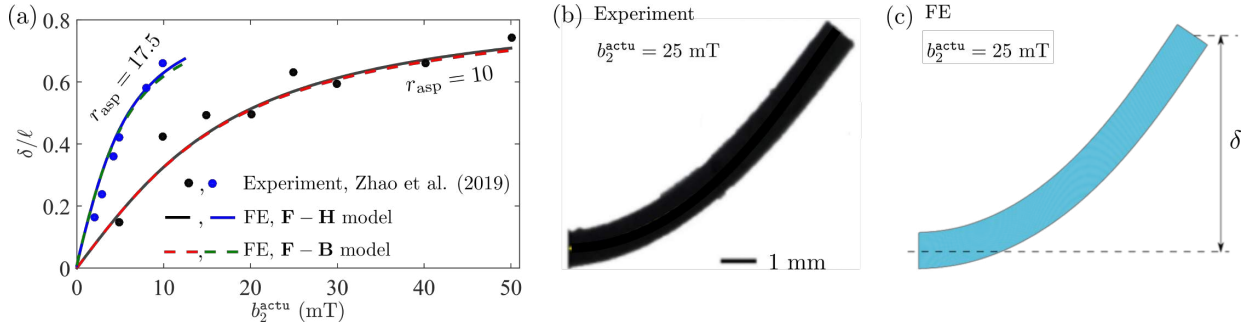 (a)
0.8
0.6
0.4
0.2
0
δ/ℓ
r_asp = 17.5
r_asp = 10
Experiment, Zhao et al. (2019)
, FE, F − H model
, FE, F − B model
0 10 20 30 40 50
b_2^actu (mT)
(b) Experiment
b_2^actu = 25 mT
1 mm
(c) FE
b_2^actu = 25 mT
δ